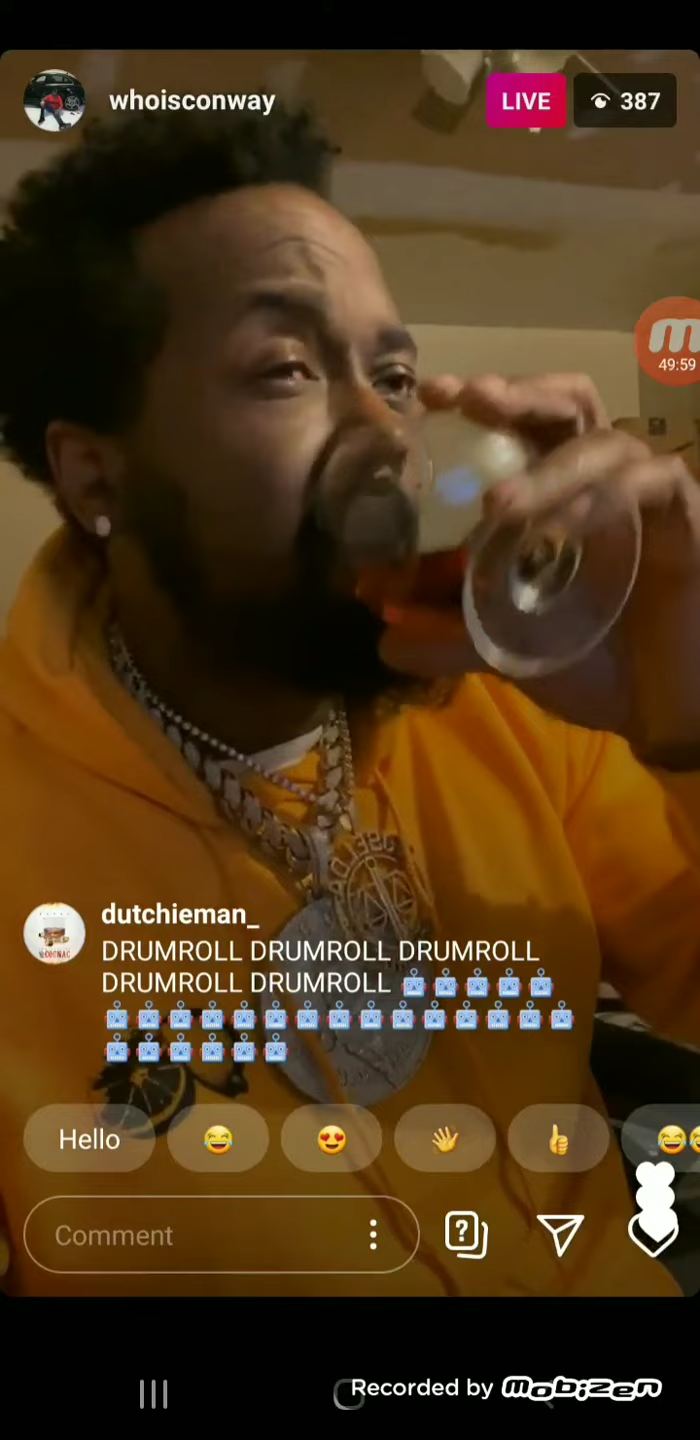 whoisconway
LIVE
387
49:59
dutchieman_
DRUMROLL DRUMROLL DRUMROLL
DRUMROLL DRUMROLL 🤖🤖🤖🤖🤖
🤖🤖🤖🤖🤖🤖🤖🤖🤖🤖🤖🤖🤖🤖🤖
🤖🤖🤖🤖🤖🤖
Hello 😂 😍 👋 👍 😂
Comment
Recorded by mobizen